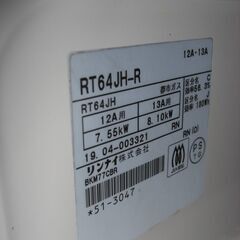 12A・13A
RT64JH-R
RT64JH 都市ガス
12A用 13A用
7.55kW 8.10kW
RN
19.04-003321
リンナイ株式会社
BKM77CBR
RN (D)
*51-3047